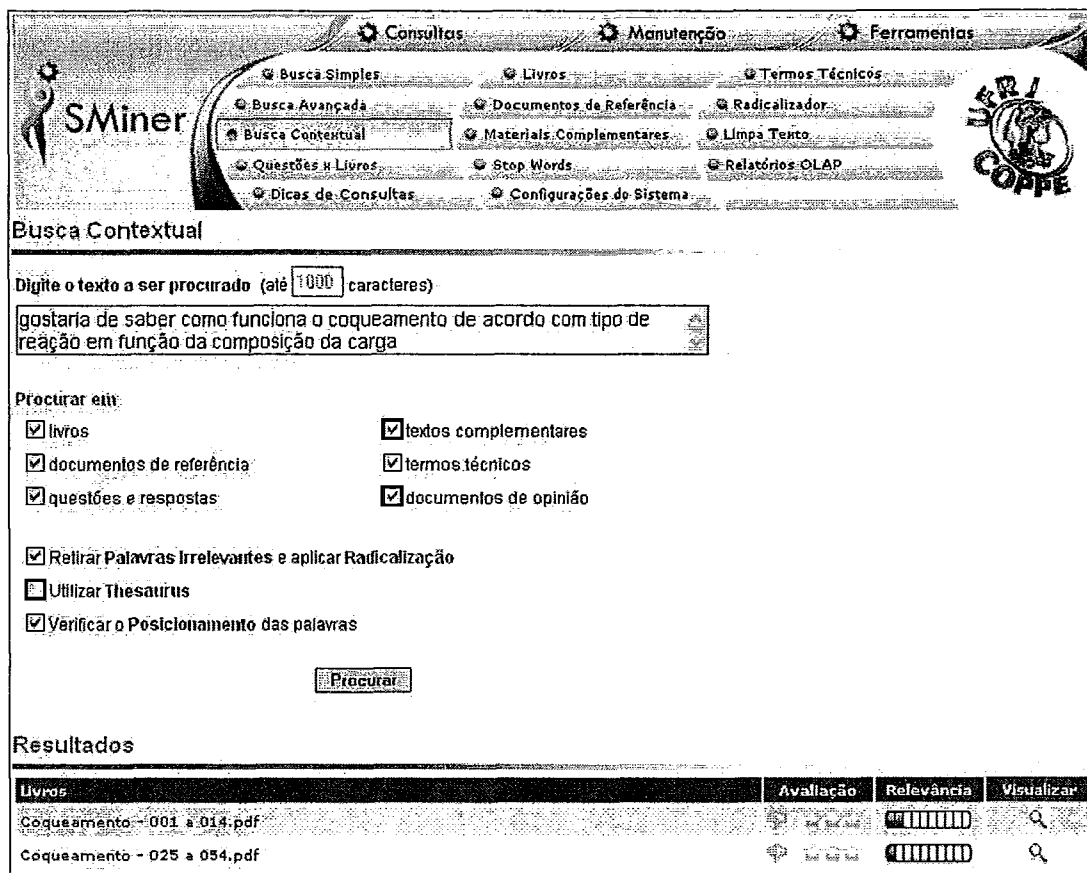 Consultas Manutenção Ferramentas
SMiner
Busca Simples Livros Termos Técnicos
Busca Avançada Documentos de Referência Radicalizador
Busca Contextual Materiais Complementares Limpa Texto
Questões x Livros Stop Words Relatórios OLAP
Dicas de Consultas Configurações do Sistema
UFRJ
COPPE
Busca Contextual
Digite o texto a ser procurado (até 1000 caracteres)
gostaria de saber como funciona o coqueamento de acordo com tipo de
reação em função da composição da carga
Procurar em
livros textos complementares
documentos de referência termos técnicos
questões e respostas documentos de opinião
Retirar Palavras Irrelevantes e aplicar Radicalização
Utilizar Thesaurus
Verificar o Posicionamento das palavras
Procurar
Resultados
Livros Avaliação Relevância Visualizar
Coqueamento - 001 a 014.pdf
Coqueamento - 025 a 054.pdf